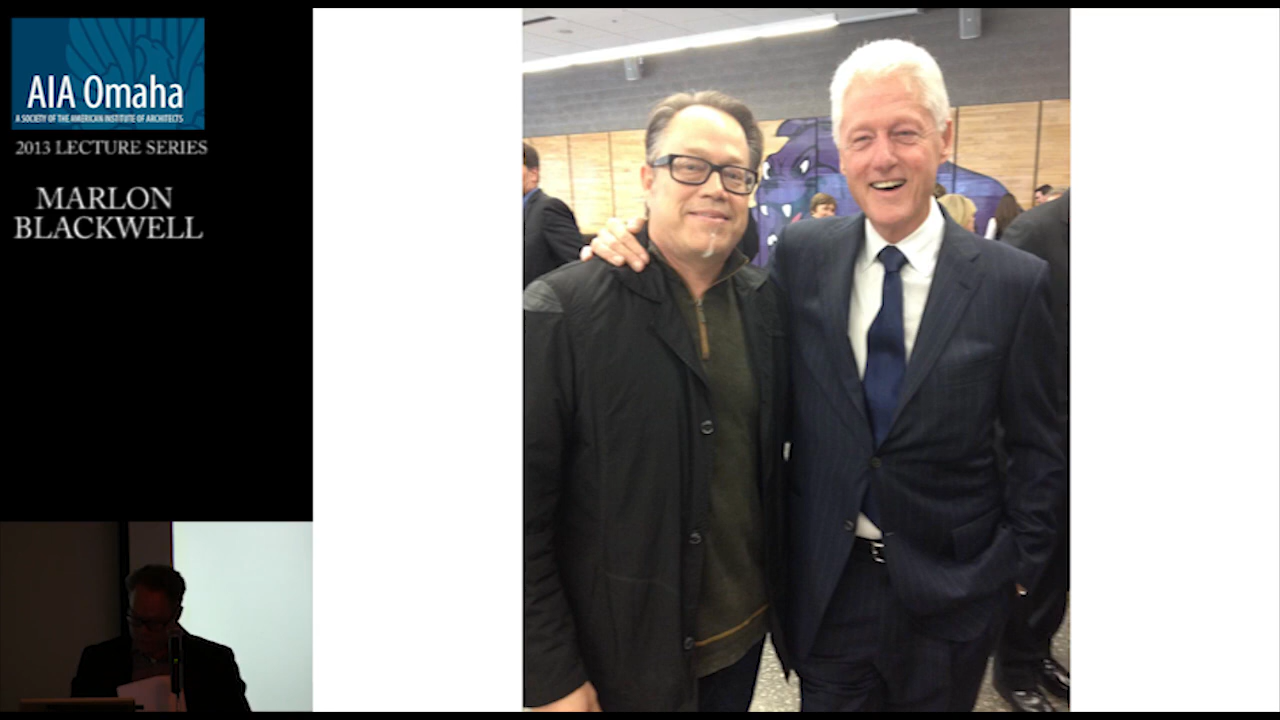 AIA Omaha
A SOCIETY OF THE AMERICAN INSTITUTE OF ARCHITECTS
2013 LECTURE SERIES
MARLON
BLACKWELL